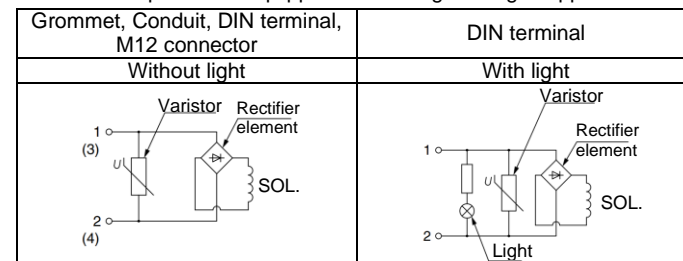 Grommet, Conduit, DIN terminal,
M12 connector
DIN terminal
Without light
With light
Varistor
Rectifier
element
1
(3)
U
SOL.
2
(4)
Varistor
Rectifier
element
1
U
SOL.
2
Light